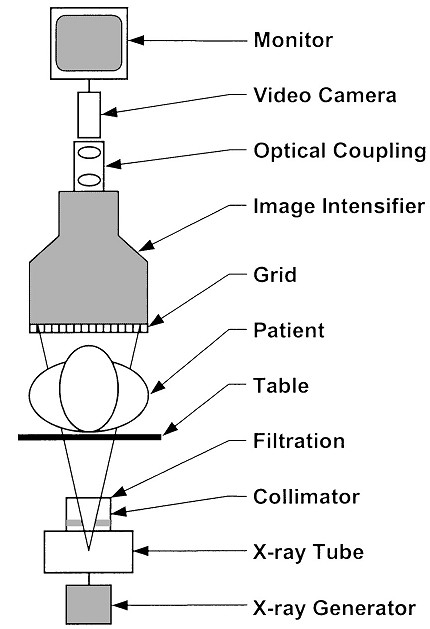 Monitor
Video Camera
Optical Coupling
Image Intensifier
Grid
Patient
Table
Filtration
Collimator
X-ray Tube
X-ray Generator